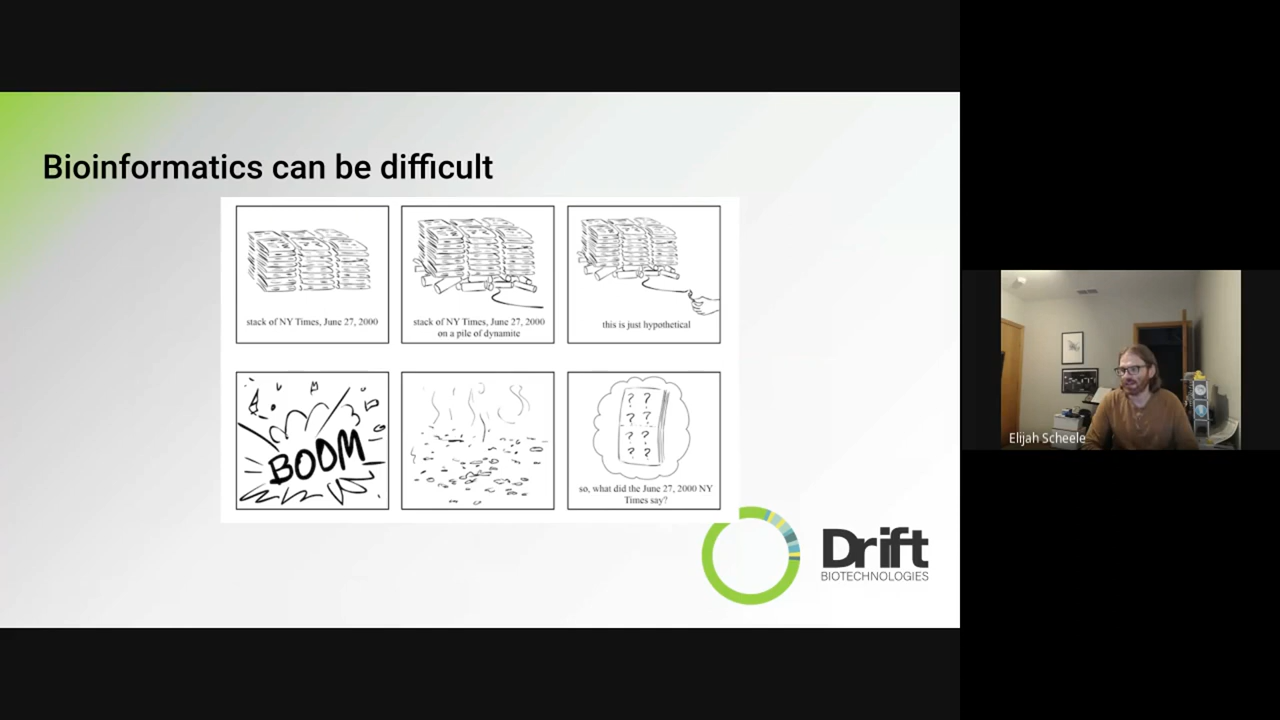 Bioinformatics can be difficult
stack of NY Times, June 27, 2000
stack of NY Times, June 27, 2000
on a pile of dynamite
this is just hypothetical
BOOM
? ?
? ?
? ?
? ?
so, what did the June 27, 2000 NY
Times say?
Drift
BIOTECHNOLOGIES
Elijah Scheele